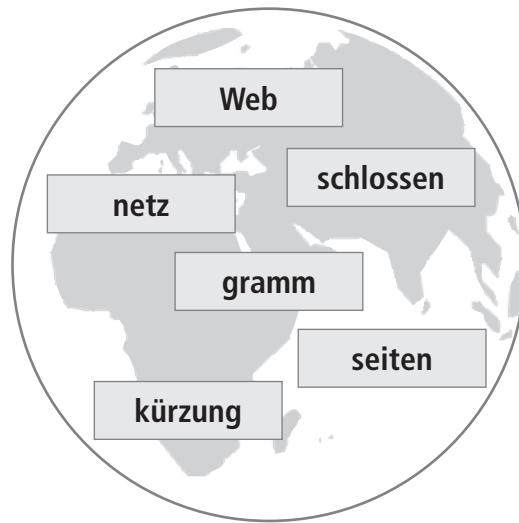 Web
schlossen
netz
gramm
seiten
kürzung